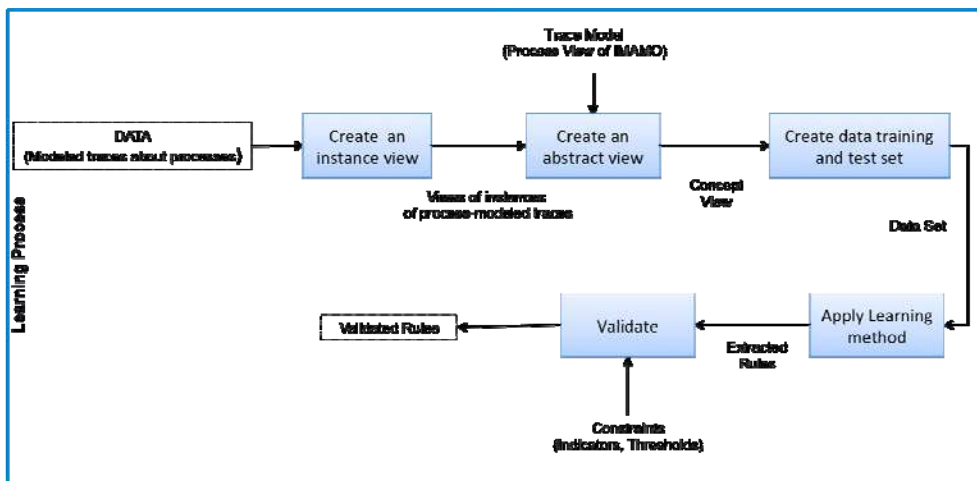 Trace Model
(Process View of IMAMO)
DATA
(Modeled traces about processes)
Create an
instance view
Create an
abstract view
Create data training
and test set
Views of instances
of process-modeled traces
Concept
View
Data Set
Learning Process
Validated Rules
Validate
Extracted
Rules
Apply Learning
method
Constraints
(Indicators, Thresholds)